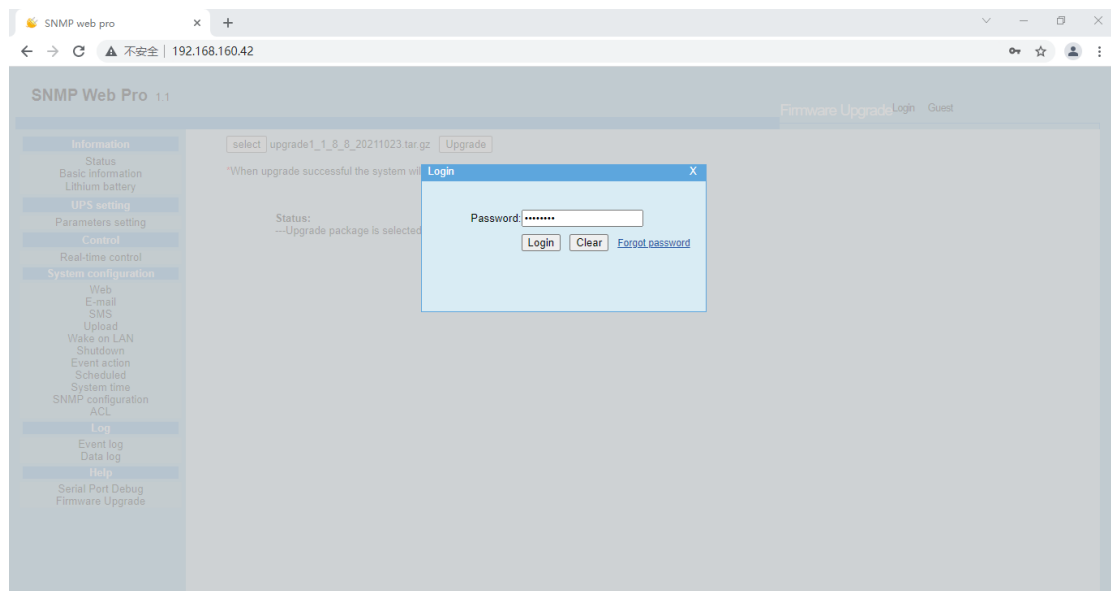 SNMP web pro
不安全 192.168.160.42
SNMP Web Pro 1.1
Firmware Upgrade Login Guest
Information
Status
Basic information
Lithium battery
UPS setting
Parameters setting
Control
Real-time control
System configuration
Web
E-mail
SMS
Upload
Wake on LAN
Shutdown
Event action
Scheduled
System time
SNMP configuration
ACL
Log
Event log
Data log
Help
Serial Port Debug
Firmware Upgrade
select upgrade1_1_8_8_20211023.tar.gz Upgrade
*When upgrade successful the system wil
Status:
---Upgrade package is selected
Login X
Password: ••••••••
Login Clear Forgot password